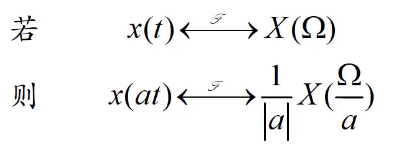 若 x(t) ⟷ℱ X(Ω)
则 x(at) ⟷ℱ 1/|a| X(Ω/a)